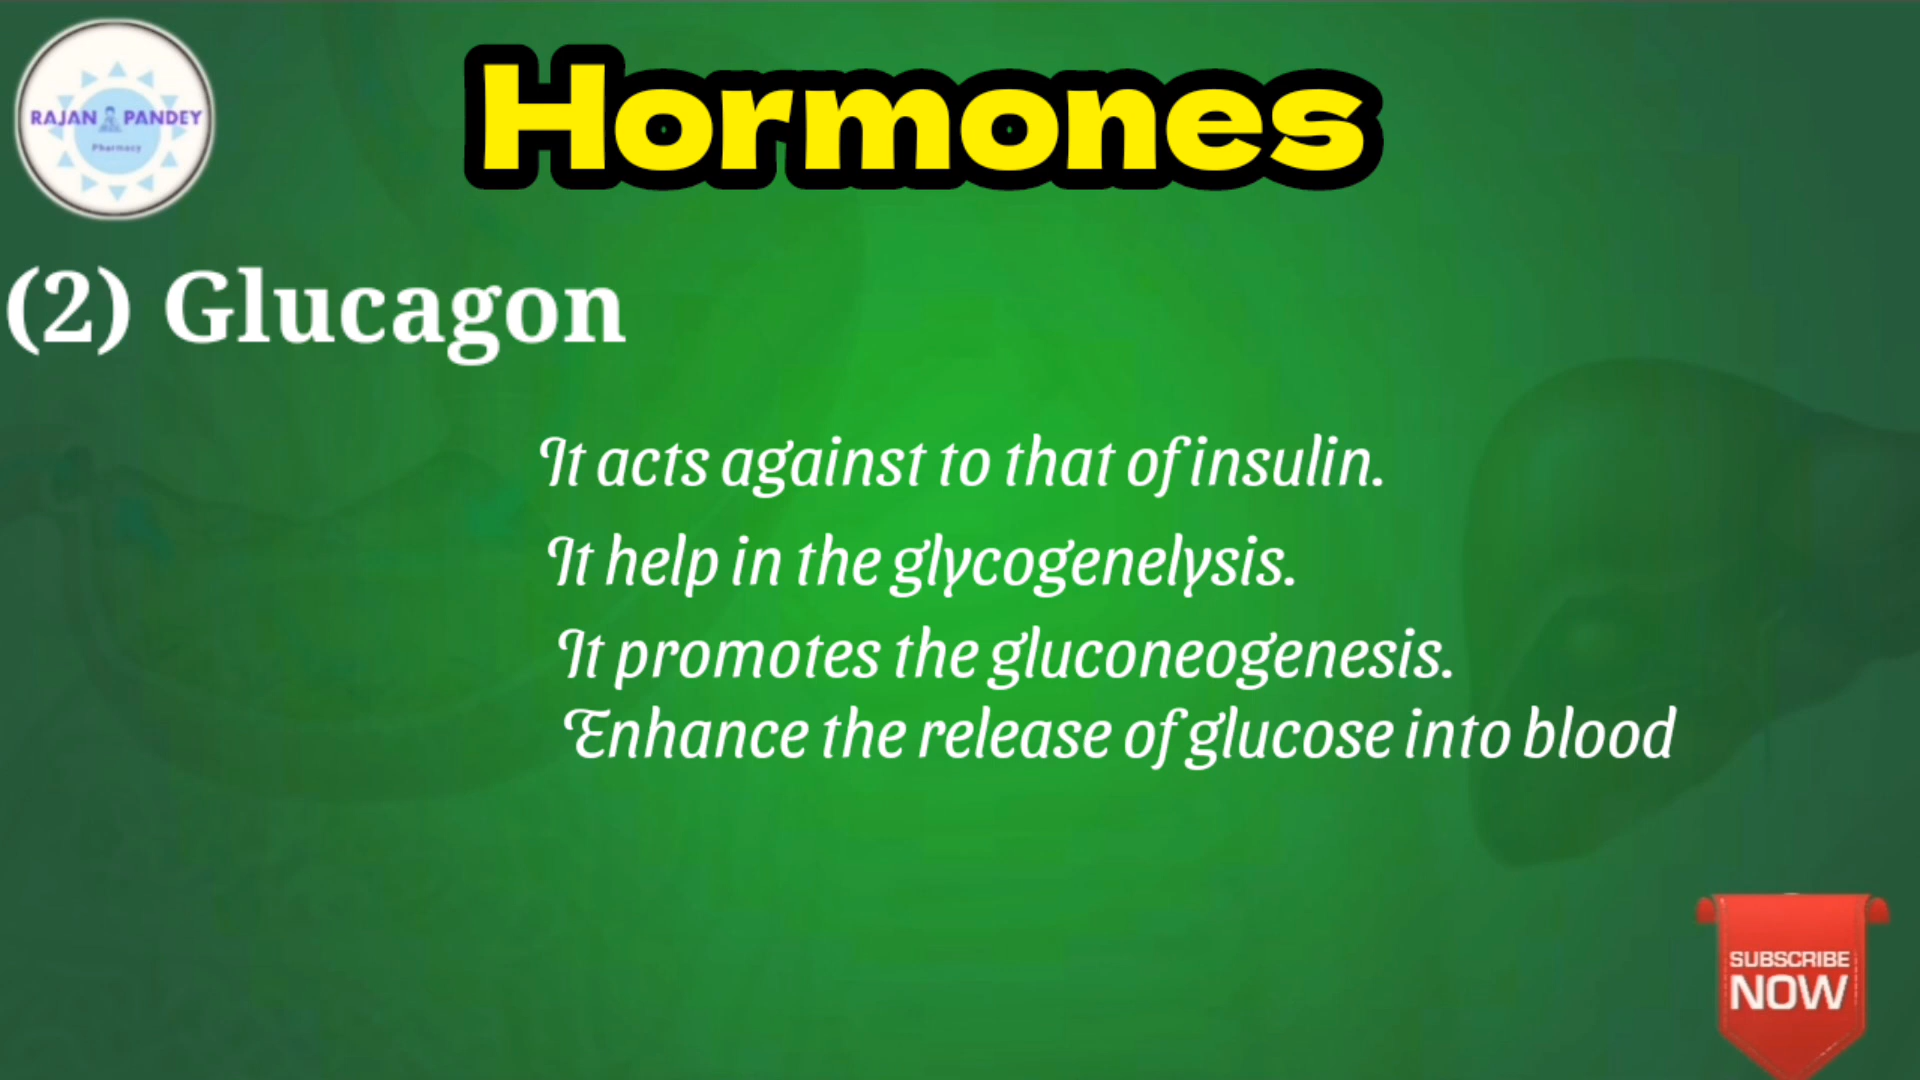 RAJAN PANDEY
Pharmacy
Hormones
(2) Glucagon
It acts against to that of insulin.
It help in the glycogenelysis.
It promotes the gluconeogenesis.
Enhance the release of glucose into blood
SUBSCRIBE
NOW